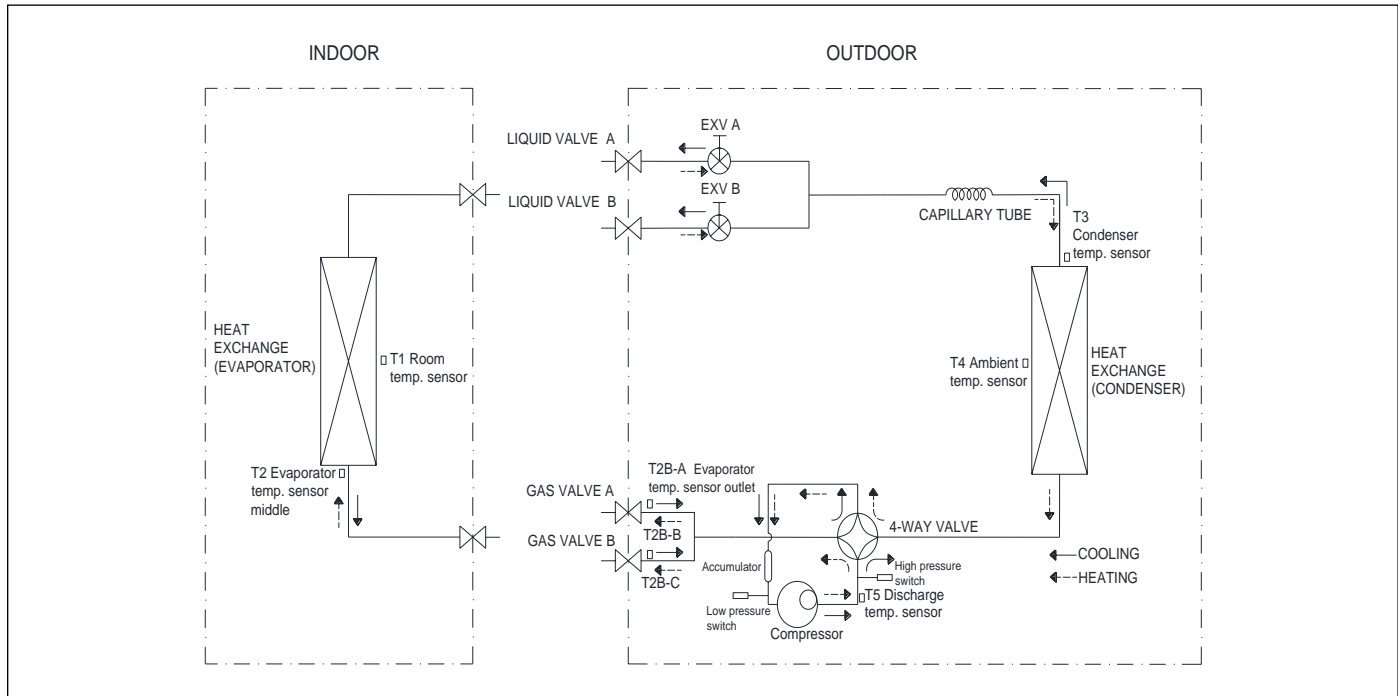 INDOOR
OUTDOOR
LIQUID VALVE A
EXV A
LIQUID VALVE B
EXV B
CAPILLARY TUBE
T3
Condenser
temp. sensor
HEAT
EXCHANGE
(EVAPORATOR)
T1 Room
temp. sensor
T4 Ambient
temp. sensor
HEAT
EXCHANGE
(CONDENSER)
T2 Evaporator
temp. sensor
middle
T2B-A Evaporator
temp. sensor outlet
GAS VALVE A
T2B-B
4-WAY VALVE
GAS VALVE B
T2B-C
Accumulator
High pressure
switch
COOLING
HEATING
Low pressure
switch
T5 Discharge
temp. sensor
Compressor